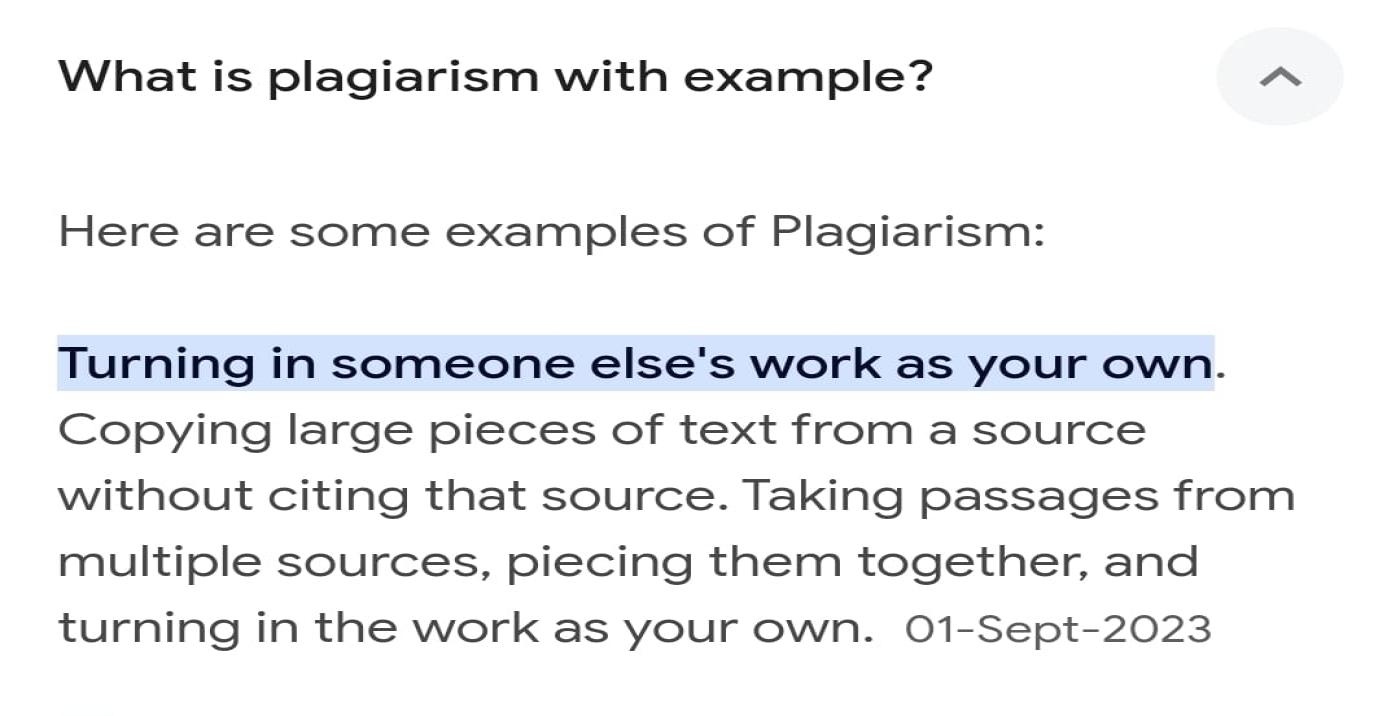 What is plagiarism with example?
Here are some examples of Plagiarism:
Turning in someone else's work as your own.
Copying large pieces of text from a source
without citing that source. Taking passages from
multiple sources, piecing them together, and
turning in the work as your own. 01-Sept-2023